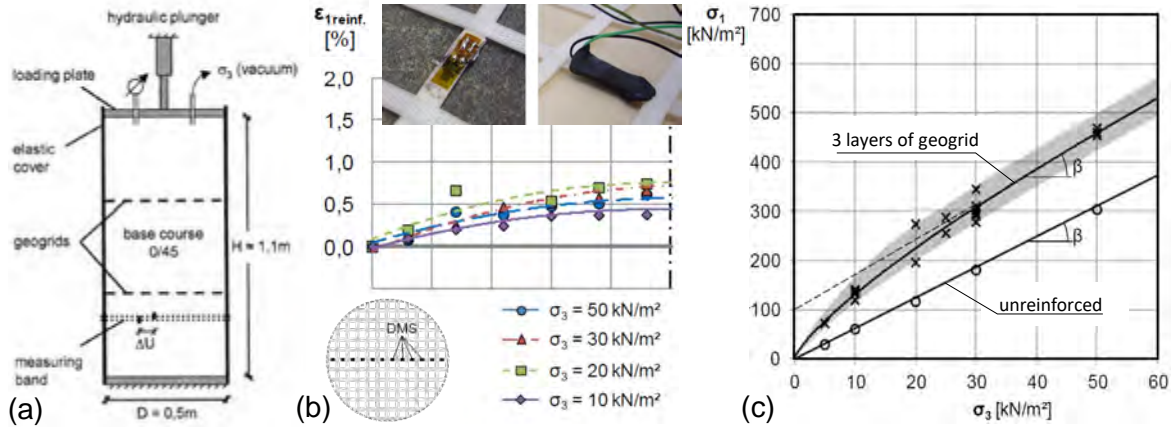 hydraulic plunger
loading plate
σ3 (vacuum)
elastic
cover
geogrids
base course
0/45
H ≈ 1,1m
measuring
band
ΔU
D = 0,5m
(a)
ε1reinf.
[%]
2,0
1,5
1,0
0,5
0,0
DMS
σ3 = 50 kN/m²
σ3 = 30 kN/m²
σ3 = 20 kN/m²
σ3 = 10 kN/m²
(b)
σ1
[kN/m²]
700
600
500
400
300
200
100
0
3 layers of geogrid
β
β
unreinforced
0 10 20 30 40 50 60
σ3 [kN/m²]
(c)